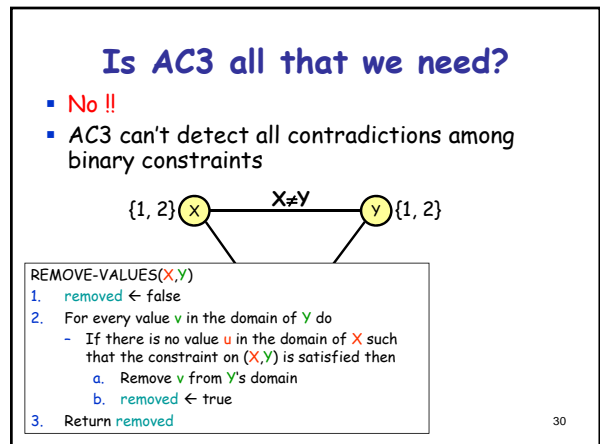 Is AC3 all that we need?
▪ No !!
▪ AC3 can't detect all contradictions among
binary constraints
{1, 2} X X≠Y Y {1, 2}
REMOVE-VALUES(X,Y)
1. removed ← false
2. For every value v in the domain of Y do
– If there is no value u in the domain of X such
that the constraint on (X,Y) is satisfied then
a. Remove v from Y's domain
b. removed ← true
3. Return removed
30